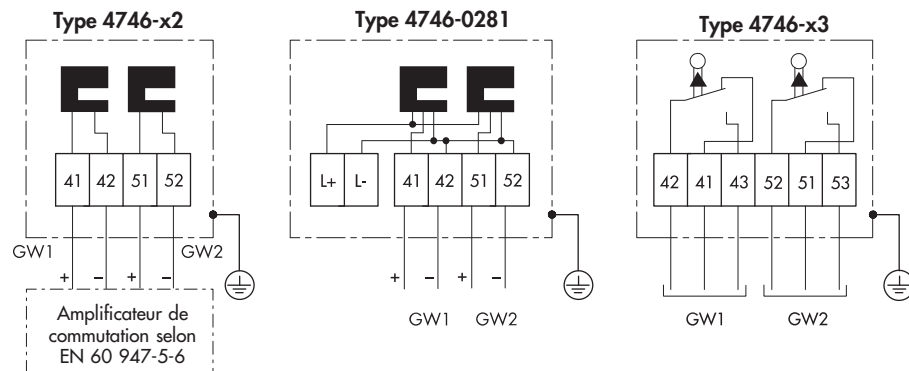 Type 4746-x2
41 42 51 52
GW1 GW2
+ – + –
Amplificateur de
commutation selon
EN 60 947-5-6
Type 4746-0281
L+ L- 41 42 51 52
+ – + –
GW1 GW2
Type 4746-x3
42 41 43 52 51 53
GW1 GW2